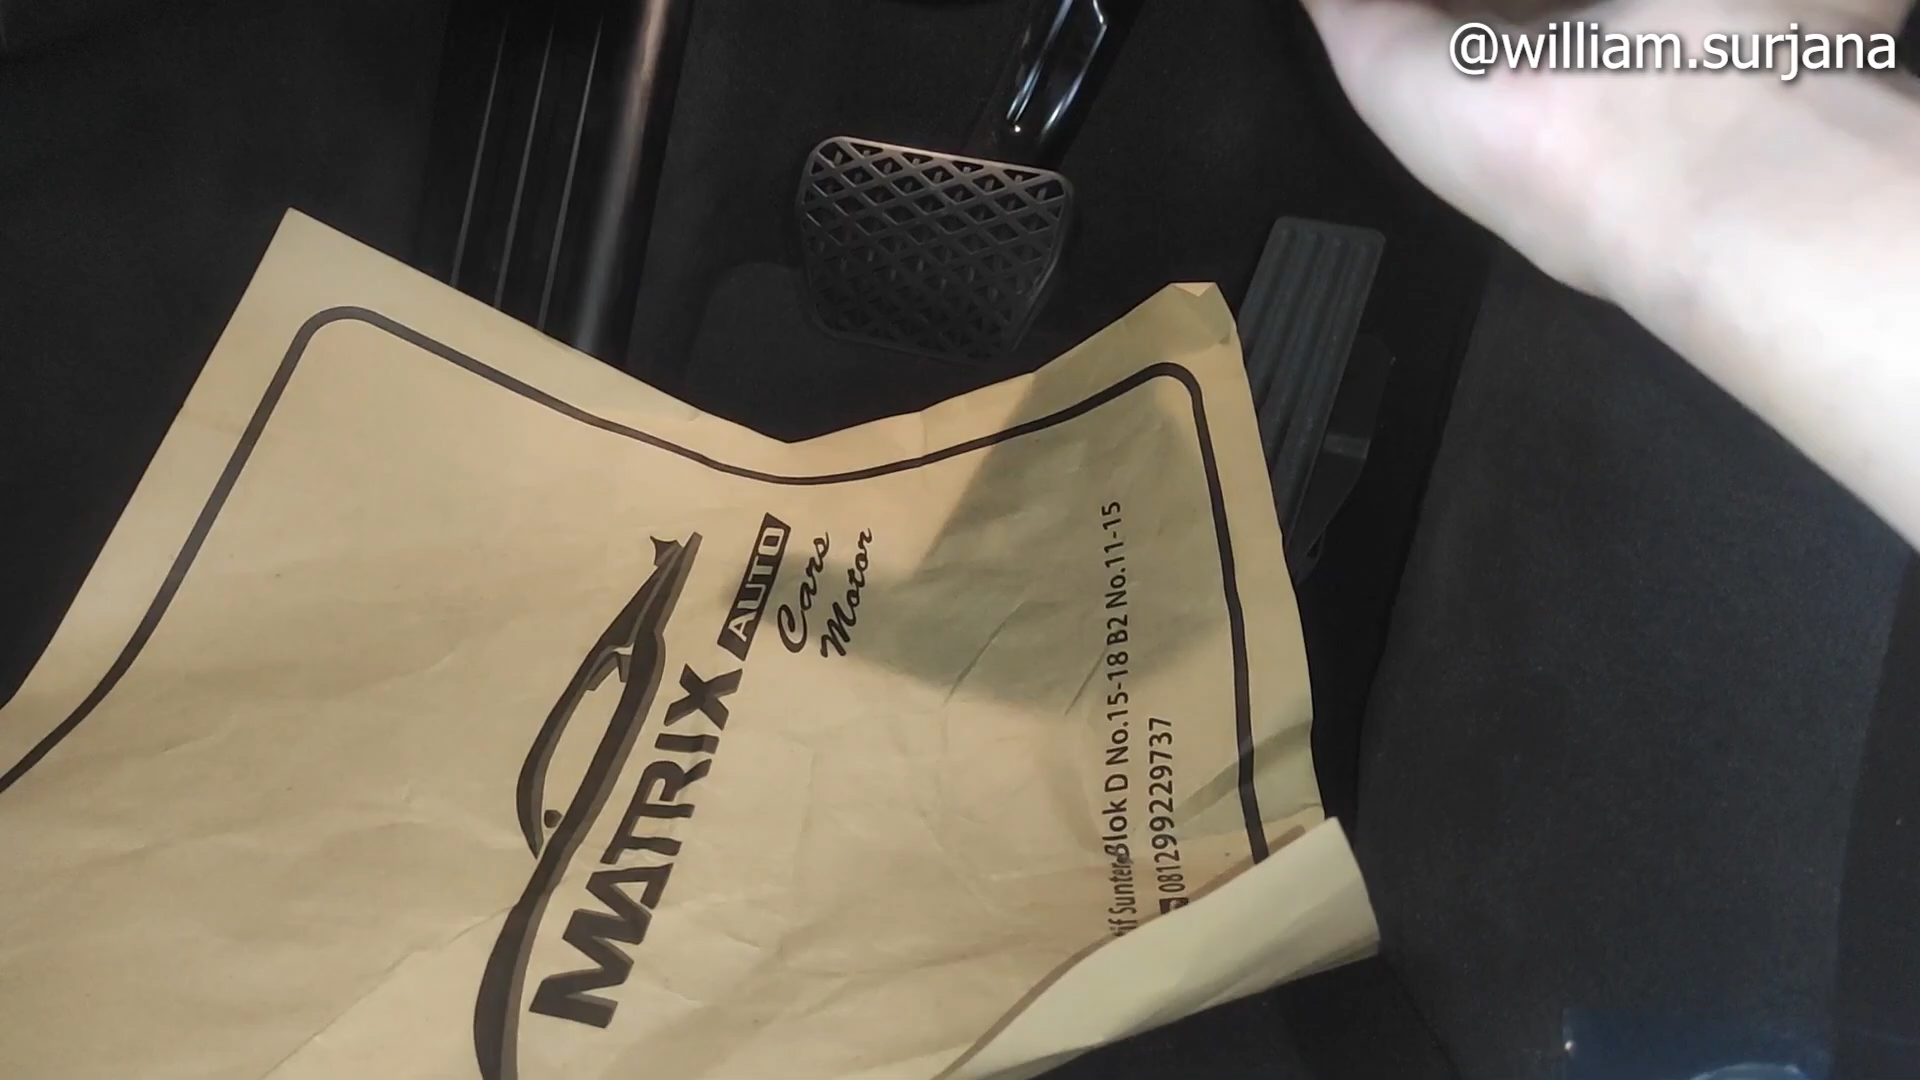 @william.surjana
MATRIX
AUTO
Cars
Motor
Sunter Blok D No.15-18 B2 No.11-15
081299229737